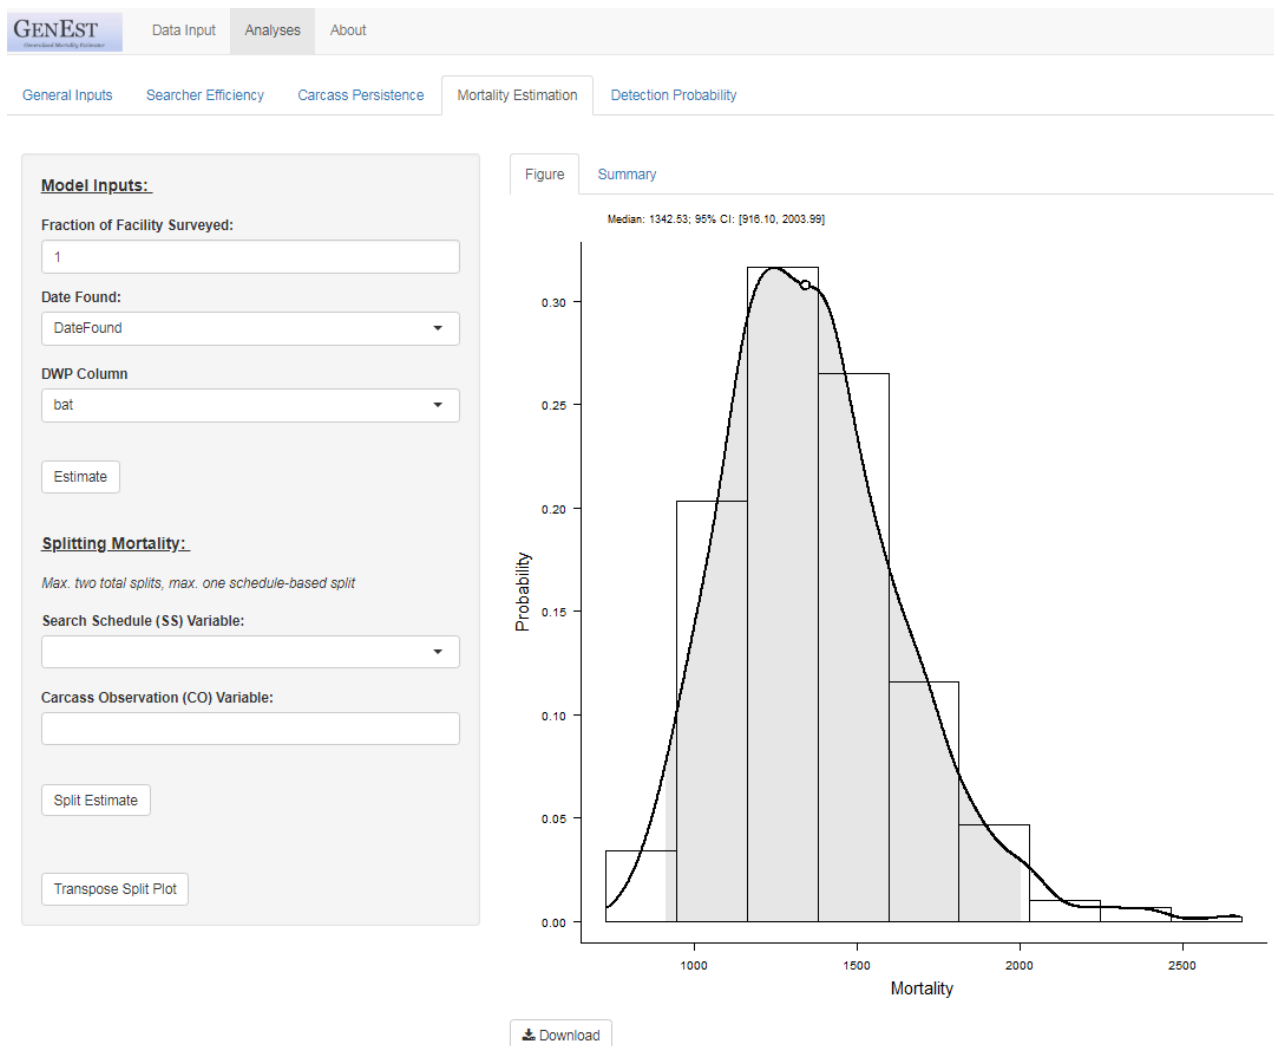 GENEST
Generalized Mortality Estimator
Data Input
Analyses
About
General Inputs
Searcher Efficiency
Carcass Persistence
Mortality Estimation
Detection Probability
Model Inputs:
Fraction of Facility Surveyed:
1
Date Found:
DateFound
DWP Column
bat
Estimate
Splitting Mortality:
Max. two total splits, max. one schedule-based split
Search Schedule (SS) Variable:
Carcass Observation (CO) Variable:
Split Estimate
Transpose Split Plot
Figure
Summary
Median: 1342.53; 95% CI: [916.10, 2003.99]
Probability
0.30
0.25
0.20
0.15
0.10
0.05
0.00
1000
1500
2000
2500
Mortality
Download